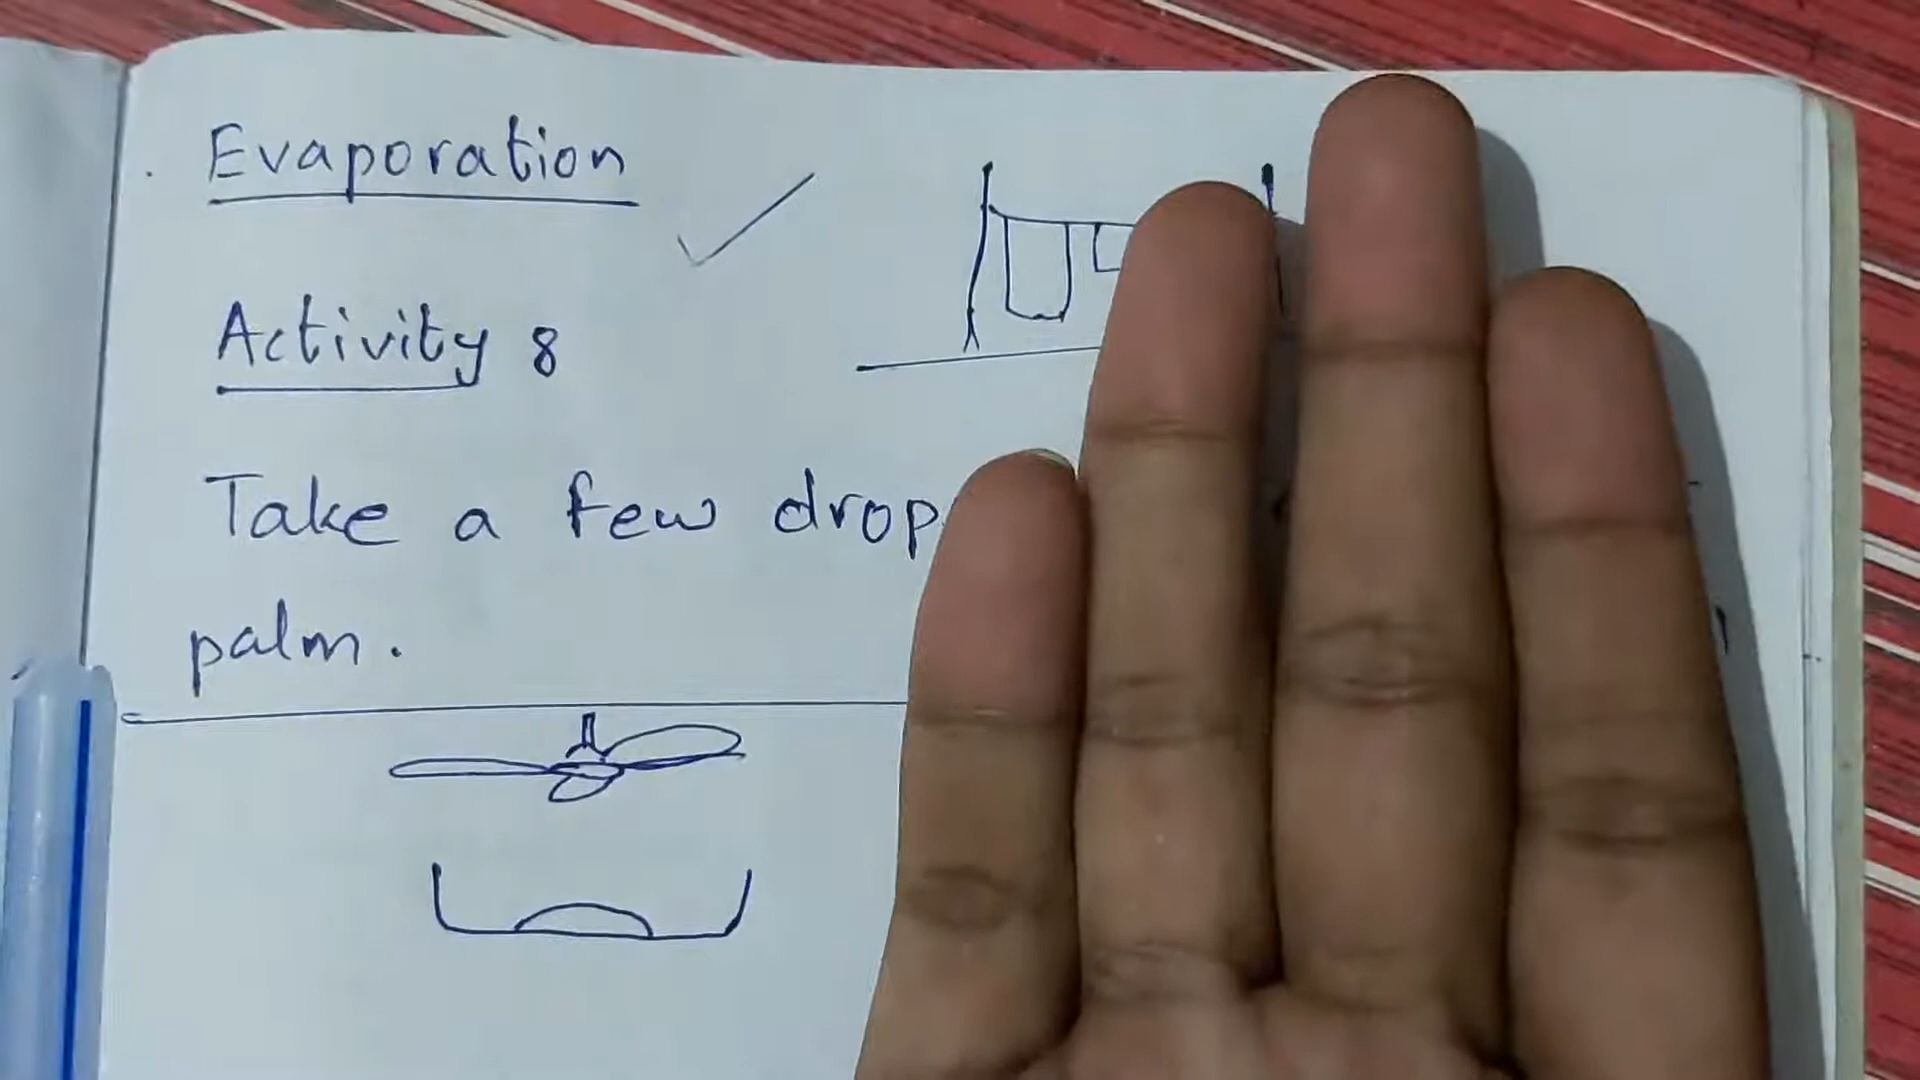 Evaporation
Activity 8
Take a few drop
palm.